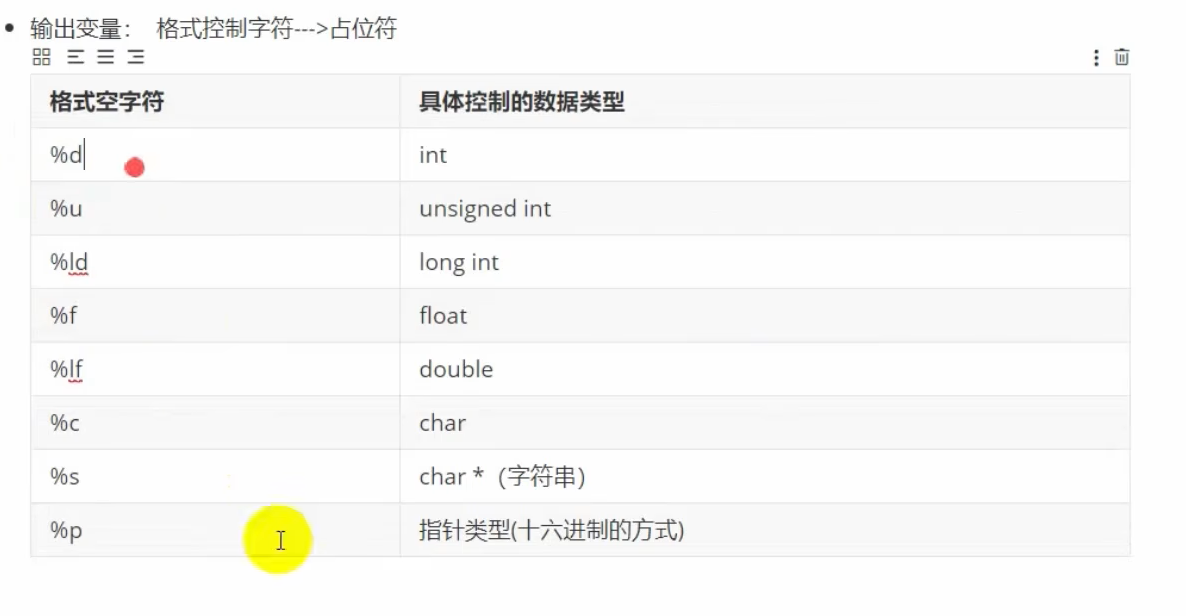 输出变量： 格式控制字符--->占位符
格式空字符 具体控制的数据类型
%d int
%u unsigned int
%ld long int
%f float
%lf double
%c char
%s char *（字符串）
%p 指针类型(十六进制的方式)